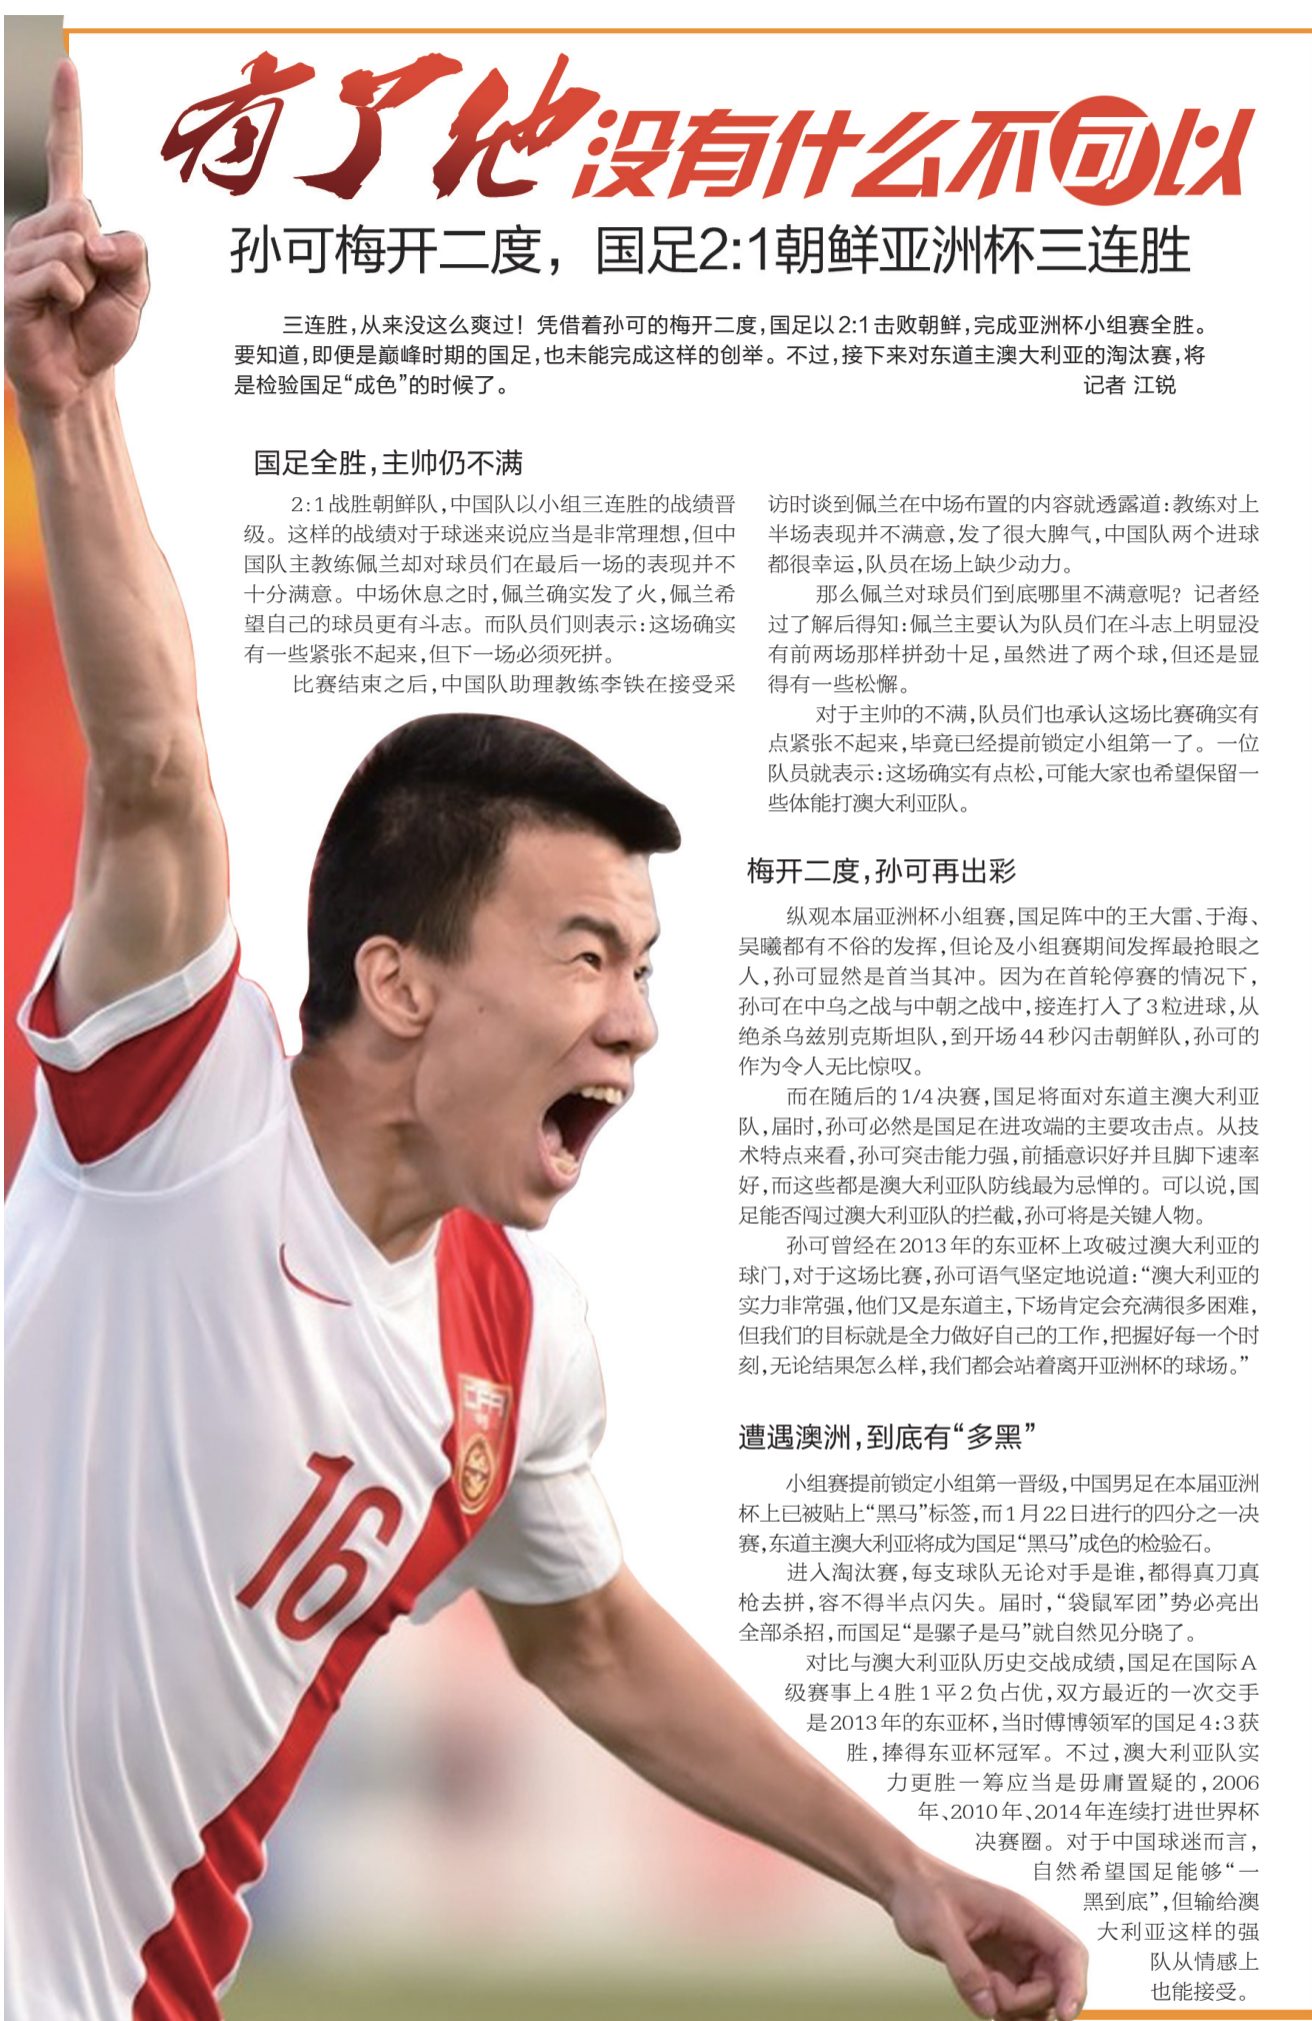 有了他没有什么不可以
孙可梅开二度，国足2:1朝鲜亚洲杯三连胜
三连胜，从来没这么爽过！凭借着孙可的梅开二度，国足以2:1击败朝鲜，完成亚洲杯小组赛全胜。
要知道，即便是巅峰时期的国足，也未能完成这样的创举。不过，接下来对东道主澳大利亚的淘汰赛，将
是检验国足“成色”的时候了。 记者 江锐
国足全胜，主帅仍不满
2:1战胜朝鲜队，中国队以小组三连胜的战绩晋
级。这样的战绩对于球迷来说应当是非常理想，但中
国队主教练佩兰却对球员们在最后一场的表现并不
十分满意。中场休息之时，佩兰确实发了火，佩兰希
望自己的球员更有斗志。而队员们则表示：这场确实
有一些紧张不起来，但下一场必须死拼。
比赛结束之后，中国队助理教练李铁在接受采
访时谈到佩兰在中场布置的内容就透露道：教练对上
半场表现并不满意，发了很大脾气，中国队两个进球
都很幸运，队员在场上缺少动力。
那么佩兰对球员们到底哪里不满意呢？记者经
过了解后得知：佩兰主要认为队员们在斗志上明显没
有前两场那样拼劲十足，虽然进了两个球，但还是显
得有一些松懈。
对于主帅的不满，队员们也承认这场比赛确实有
点紧张不起来，毕竟已经提前锁定小组第一了。一位
队员就表示：这场确实有点松，可能大家也希望保留一
些体能打澳大利亚队。
梅开二度，孙可再出彩
纵观本届亚洲杯小组赛，国足阵中的王大雷、于海、
吴曦都有不俗的发挥，但论及小组赛期间发挥最抢眼之
人，孙可显然是首当其冲。因为在首轮停赛的情况下，
孙可在中乌之战与中朝之战中，接连打入了3粒进球，从
绝杀乌兹别克斯坦队，到开场44秒闪击朝鲜队，孙可的
作为令人无比惊叹。
而在随后的1/4决赛，国足将面对东道主澳大利亚
队，届时，孙可必然是国足在进攻端的主要攻击点。从技
术特点来看，孙可突击能力强，前插意识好并且脚下速率
好，而这些都是澳大利亚队防线最为忌惮的。可以说，国
足能否闯过澳大利亚队的拦截，孙可将是关键人物。
孙可曾经在2013年的东亚杯上攻破过澳大利亚的
球门，对于这场比赛，孙可语气坚定地说道：“澳大利亚的
实力非常强，他们又是东道主，下场肯定会充满很多困难，
但我们的目标就是全力做好自己的工作，把握好每一个时
刻，无论结果怎么样，我们都会站着离开亚洲杯的球场。”
遭遇澳洲，到底有“多黑”
小组赛提前锁定小组第一晋级，中国男足在本届亚洲
杯上已被贴上“黑马”标签，而1月22日进行的四分之一决
赛，东道主澳大利亚将成为国足“黑马”成色的检验石。
进入淘汰赛，每支球队无论对手是谁，都得真刀真
枪去拼，容不得半点闪失。届时，“袋鼠军团”势必亮出
全部杀招，而国足“是骡子是马”就自然见分晓了。
对比与澳大利亚队历史交战成绩，国足在国际A
级赛事上4胜1平2负占优，双方最近的一次交手
是2013年的东亚杯，当时傅博领军的国足4:3获
胜，捧得东亚杯冠军。不过，澳大利亚队实
力更胜一筹应当是毋庸置疑的，2006
年、2010年、2014年连续打进世界杯
决赛圈。对于中国球迷而言，
自然希望国足能够“一
黑到底”，但输给澳
大利亚这样的强
队从情感上
也能接受。
CFA
16